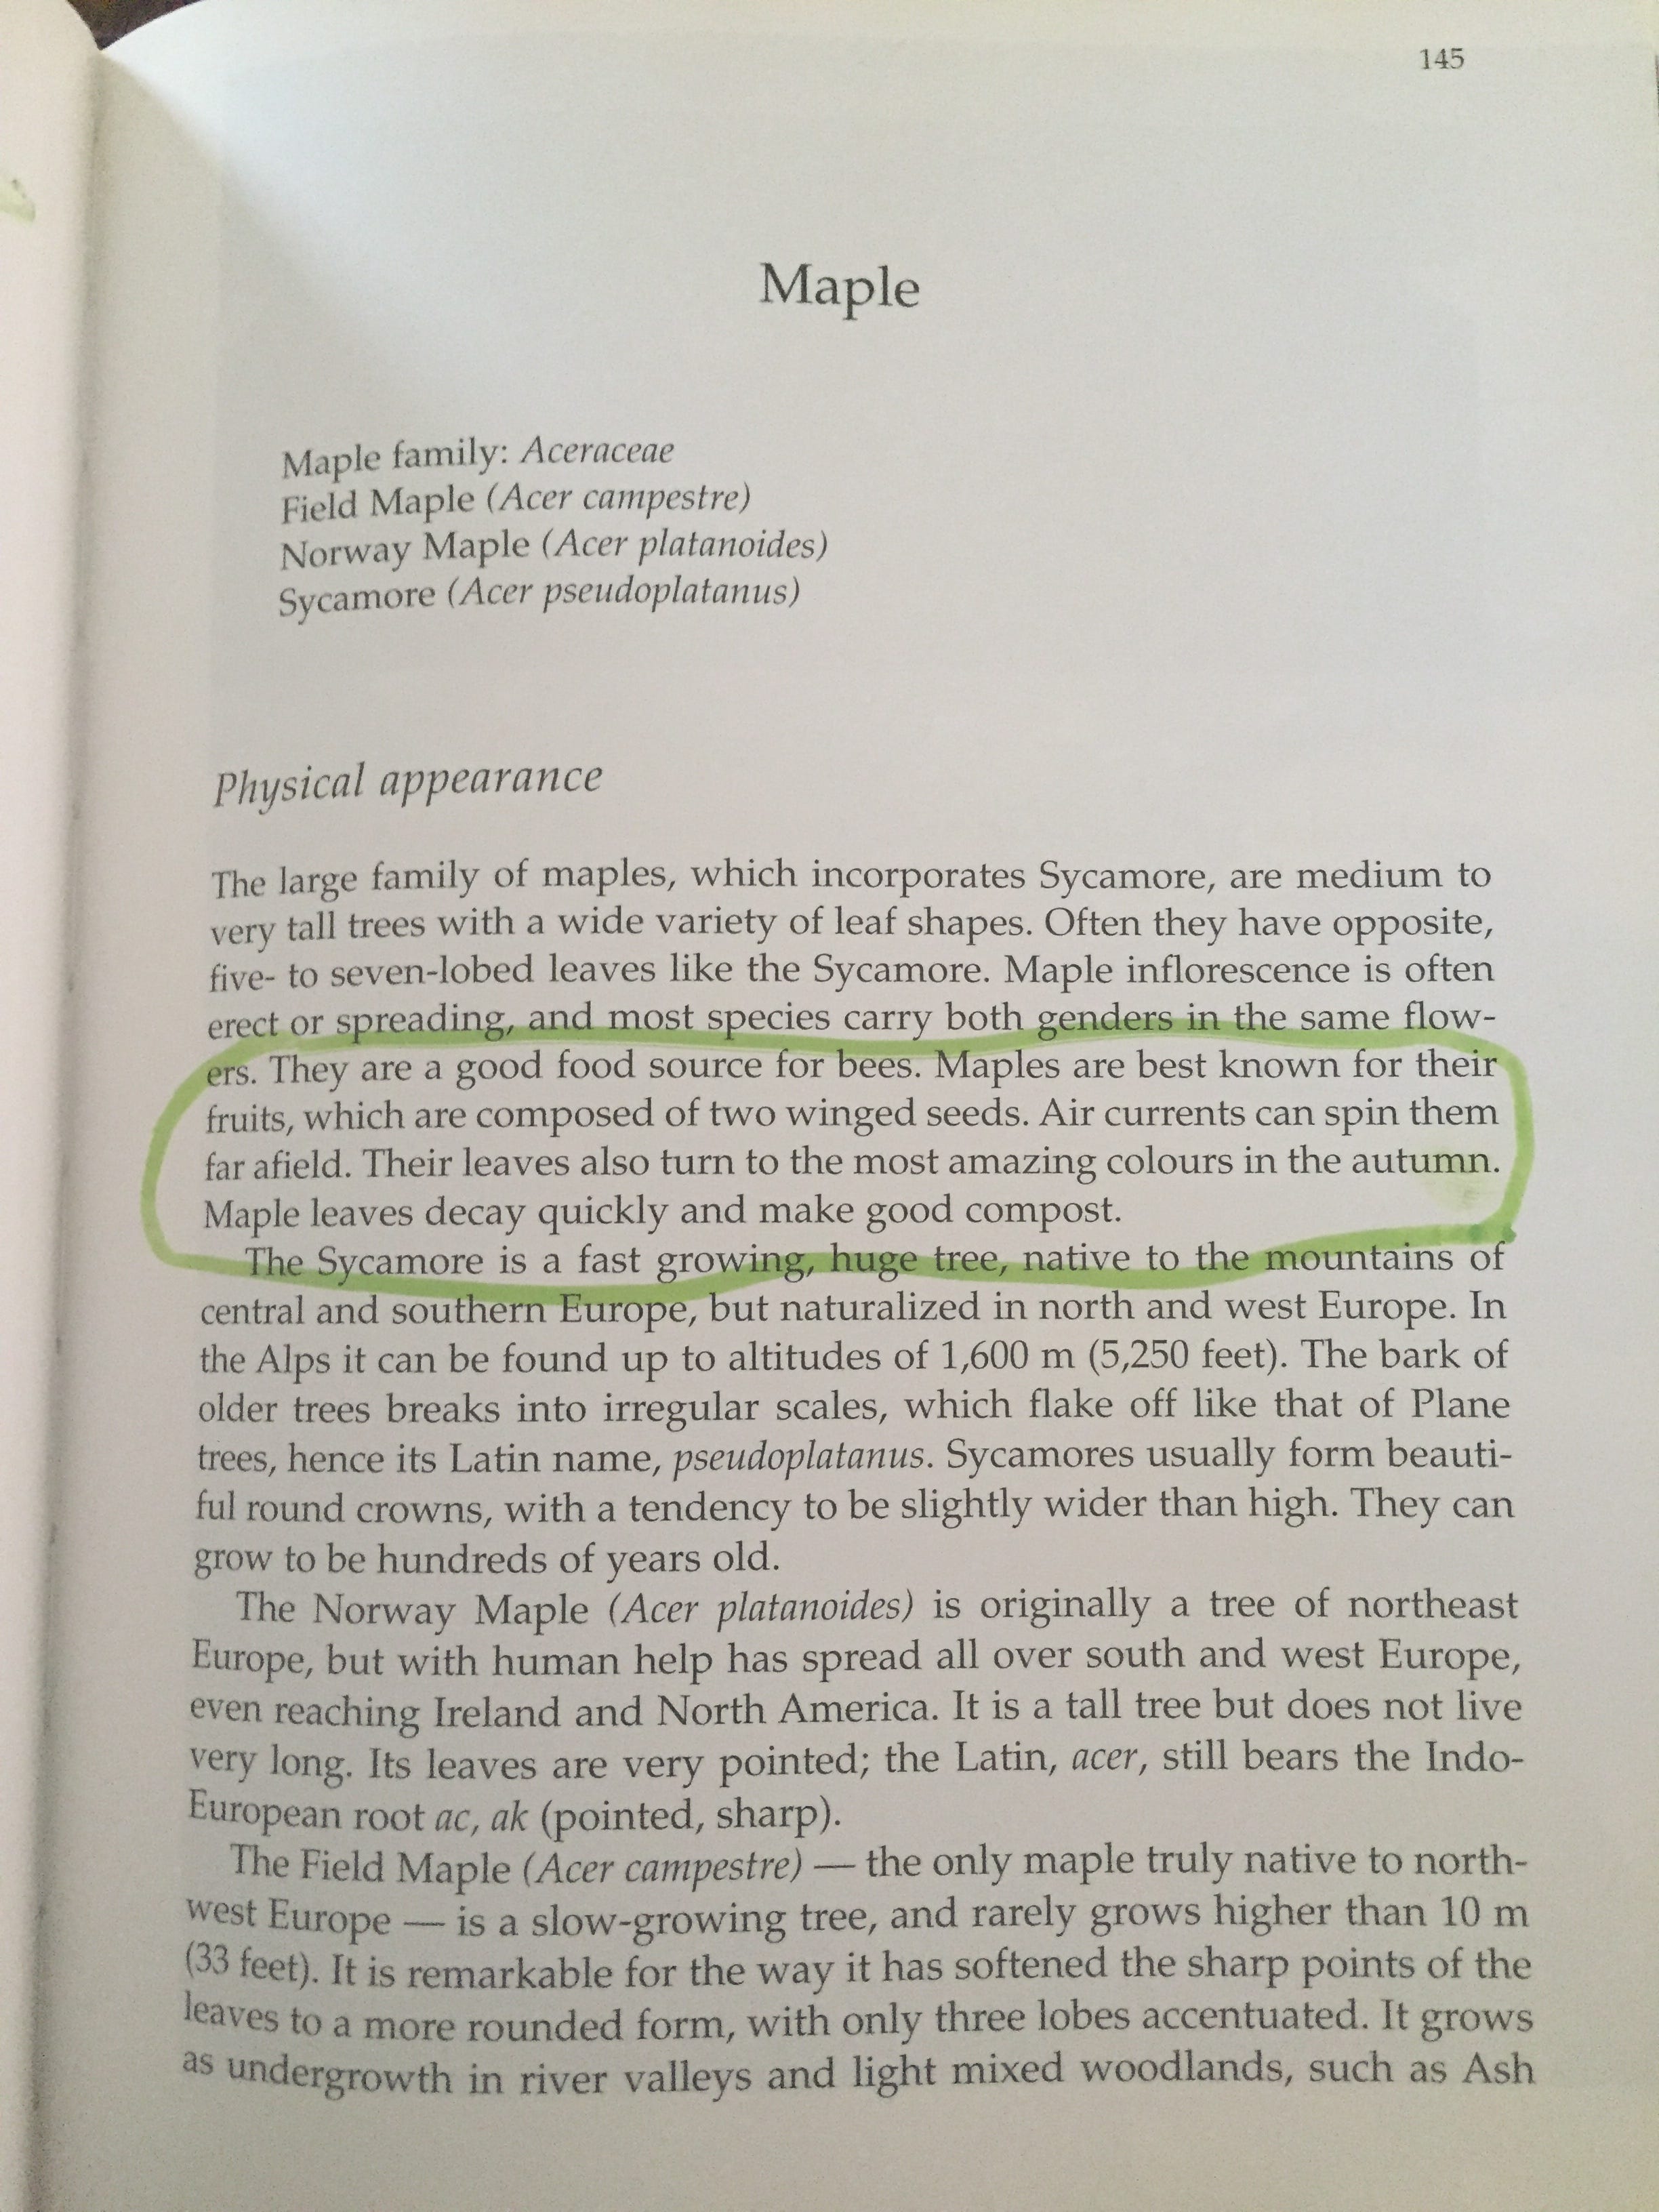 145
Maple
Maple family: Aceraceae
Field Maple (Acer campestre)
Norway Maple (Acer platanoides)
Sycamore (Acer pseudoplatanus)
Physical appearance
The large family of maples, which incorporates Sycamore, are medium to
very tall trees with a wide variety of leaf shapes. Often they have opposite,
five- to seven-lobed leaves like the Sycamore. Maple inflorescence is often
erect or spreading, and most species carry both genders in the same flow-
ers. They are a good food source for bees. Maples are best known for their
fruits, which are composed of two winged seeds. Air currents can spin them
far afield. Their leaves also turn to the most amazing colours in the autumn.
Maple leaves decay quickly and make good compost.
The Sycamore is a fast growing, huge tree, native to the mountains of
central and southern Europe, but naturalized in north and west Europe. In
the Alps it can be found up to altitudes of 1,600 m (5,250 feet). The bark of
older trees breaks into irregular scales, which flake off like that of Plane
trees, hence its Latin name, pseudoplatanus. Sycamores usually form beauti-
ful round crowns, with a tendency to be slightly wider than high. They can
grow to be hundreds of years old.
The Norway Maple (Acer platanoides) is originally a tree of northeast
Europe, but with human help has spread all over south and west Europe,
even reaching Ireland and North America. It is a tall tree but does not live
very long. Its leaves are very pointed; the Latin, acer, still bears the Indo-
European root ac, ak (pointed, sharp).
The Field Maple (Acer campestre) — the only maple truly native to north-
west Europe — is a slow-growing tree, and rarely grows higher than 10 m
(33 feet). It is remarkable for the way it has softened the sharp points of the
leaves to a more rounded form, with only three lobes accentuated. It grows
as undergrowth in river valleys and light mixed woodlands, such as Ash